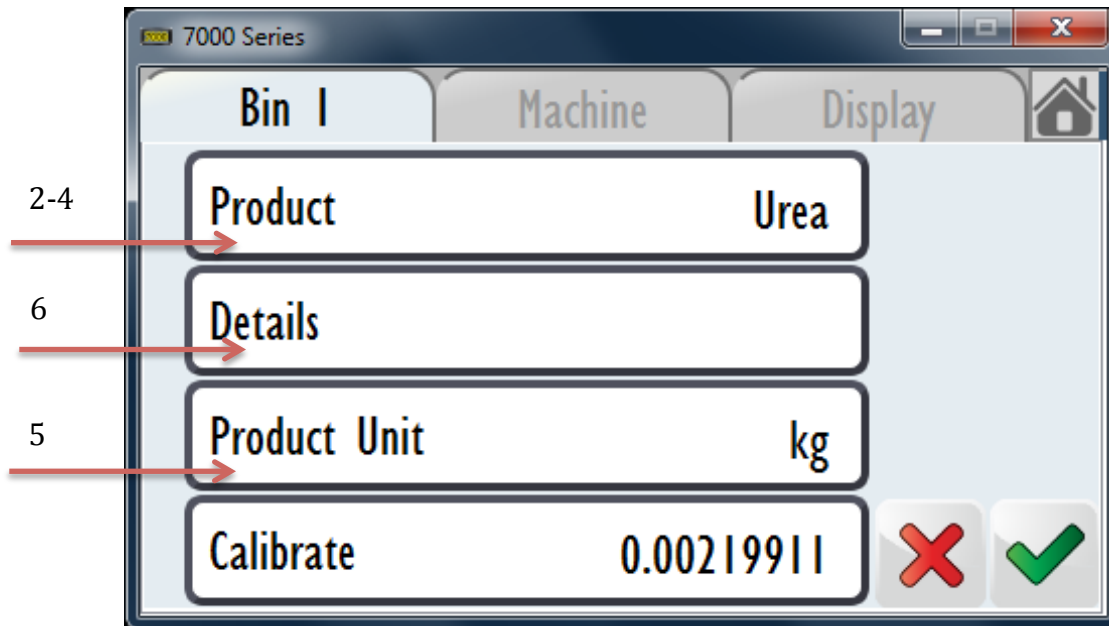 7000 Series
Bin 1 Machine Display
2-4
Product Urea
6
Details
5
Product Unit kg
Calibrate 0.00219911